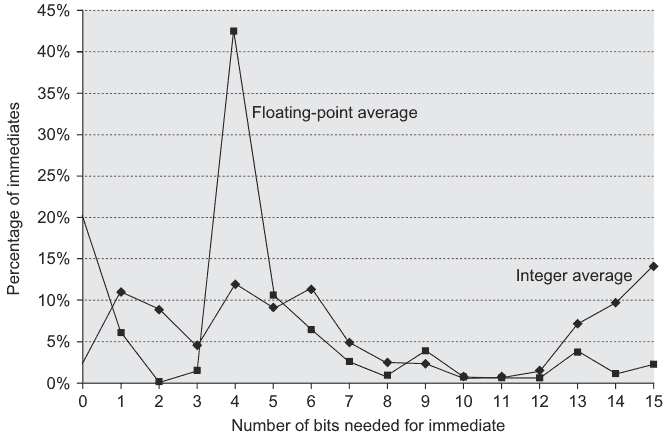 45%
40%
35%
30%
25%
20%
15%
10%
5%
0%
Percentage of immediates
Floating-point average
Integer average
0 1 2 3 4 5 6 7 8 9 10 11 12 13 14 15
Number of bits needed for immediate